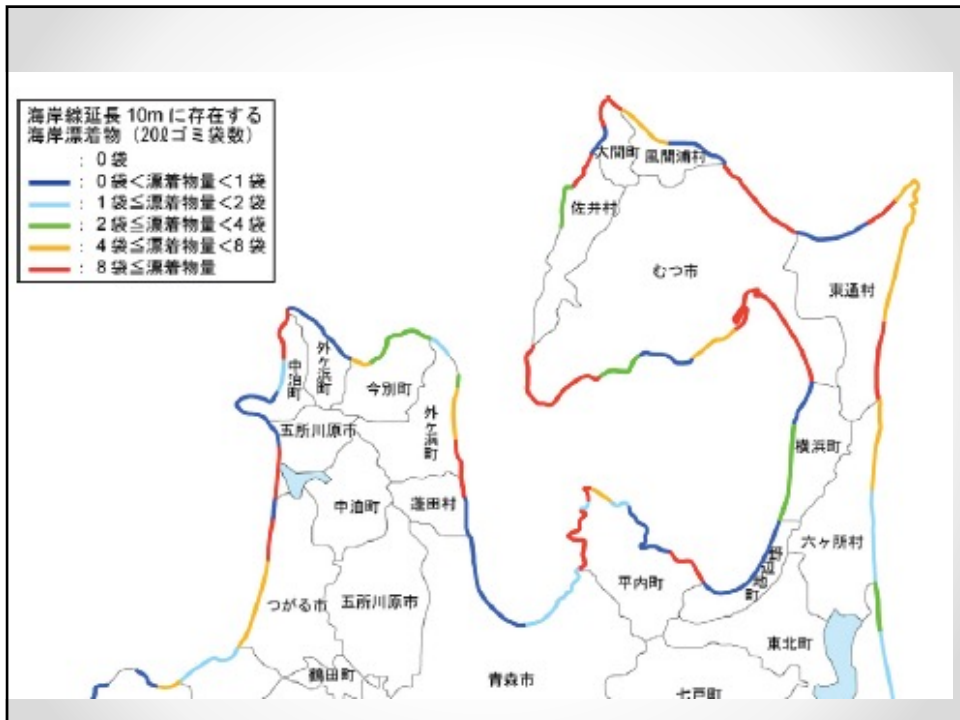 海岸線延長 10m に存在する
海岸漂着物（20ℓゴミ袋数）
: 0 袋
: 0 袋<漂着物量<1 袋
: 1 袋≦漂着物量<2 袋
: 2 袋≦漂着物量<4 袋
: 4 袋≦漂着物量<8 袋
: 8 袋≦漂着物量
大間町
風間浦村
佐井村
むつ市
東通村
中泊町
外ヶ浜町
今別町
外ヶ浜町
五所川原市
横浜町
中泊町
蓬田村
六ヶ所村
野辺地町
平内町
つがる市
五所川原市
東北町
鶴田町
青森市
七戸町